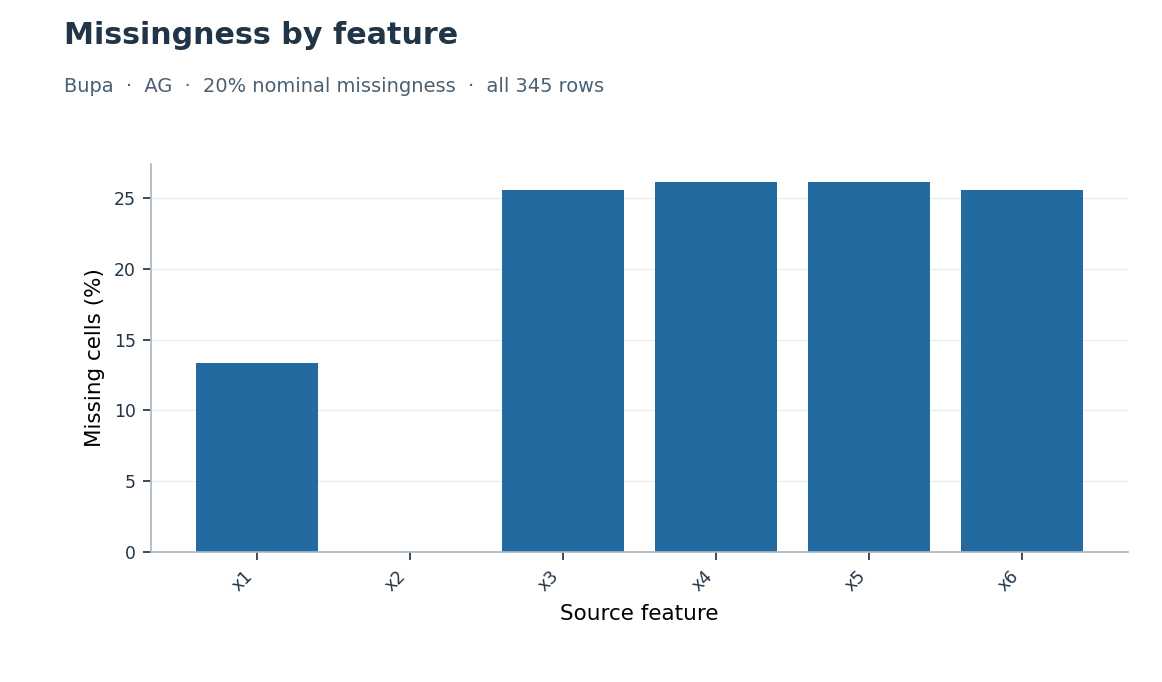 Missingness by feature
Bupa · AG · 20% nominal missingness · all 345 rows
25
20
15
10
5
0
Missing cells (%)
x1 x2 x3 x4 x5 x6
Source feature